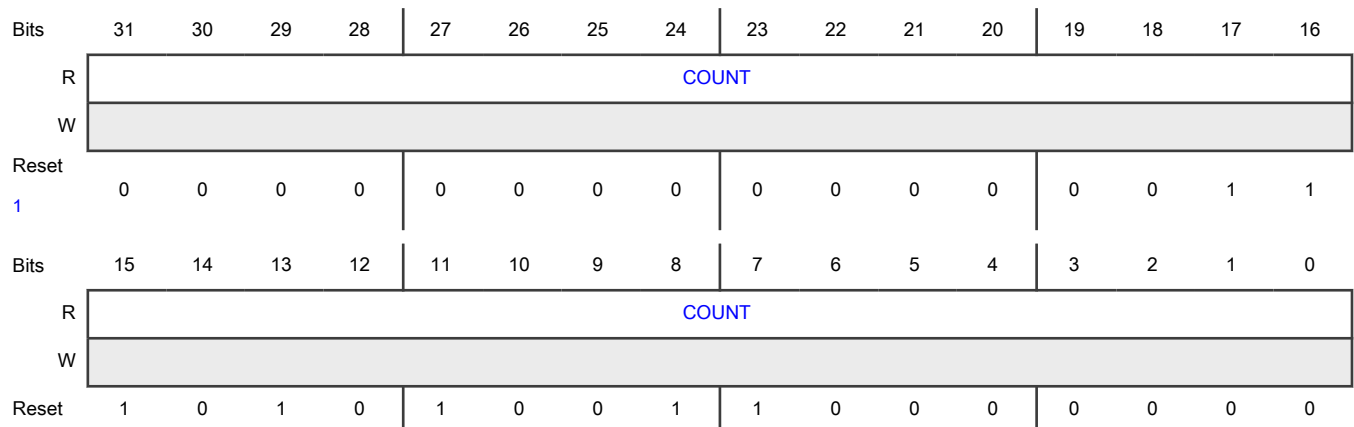 Bits 31 30 29 28 27 26 25 24 23 22 21 20 19 18 17 16
R COUNT
W
Reset
1 0 0 0 0 0 0 0 0 0 0 0 0 0 0 1 1
Bits 15 14 13 12 11 10 9 8 7 6 5 4 3 2 1 0
R COUNT
W
Reset 1 0 1 0 1 0 0 1 1 0 0 0 0 0 0 0